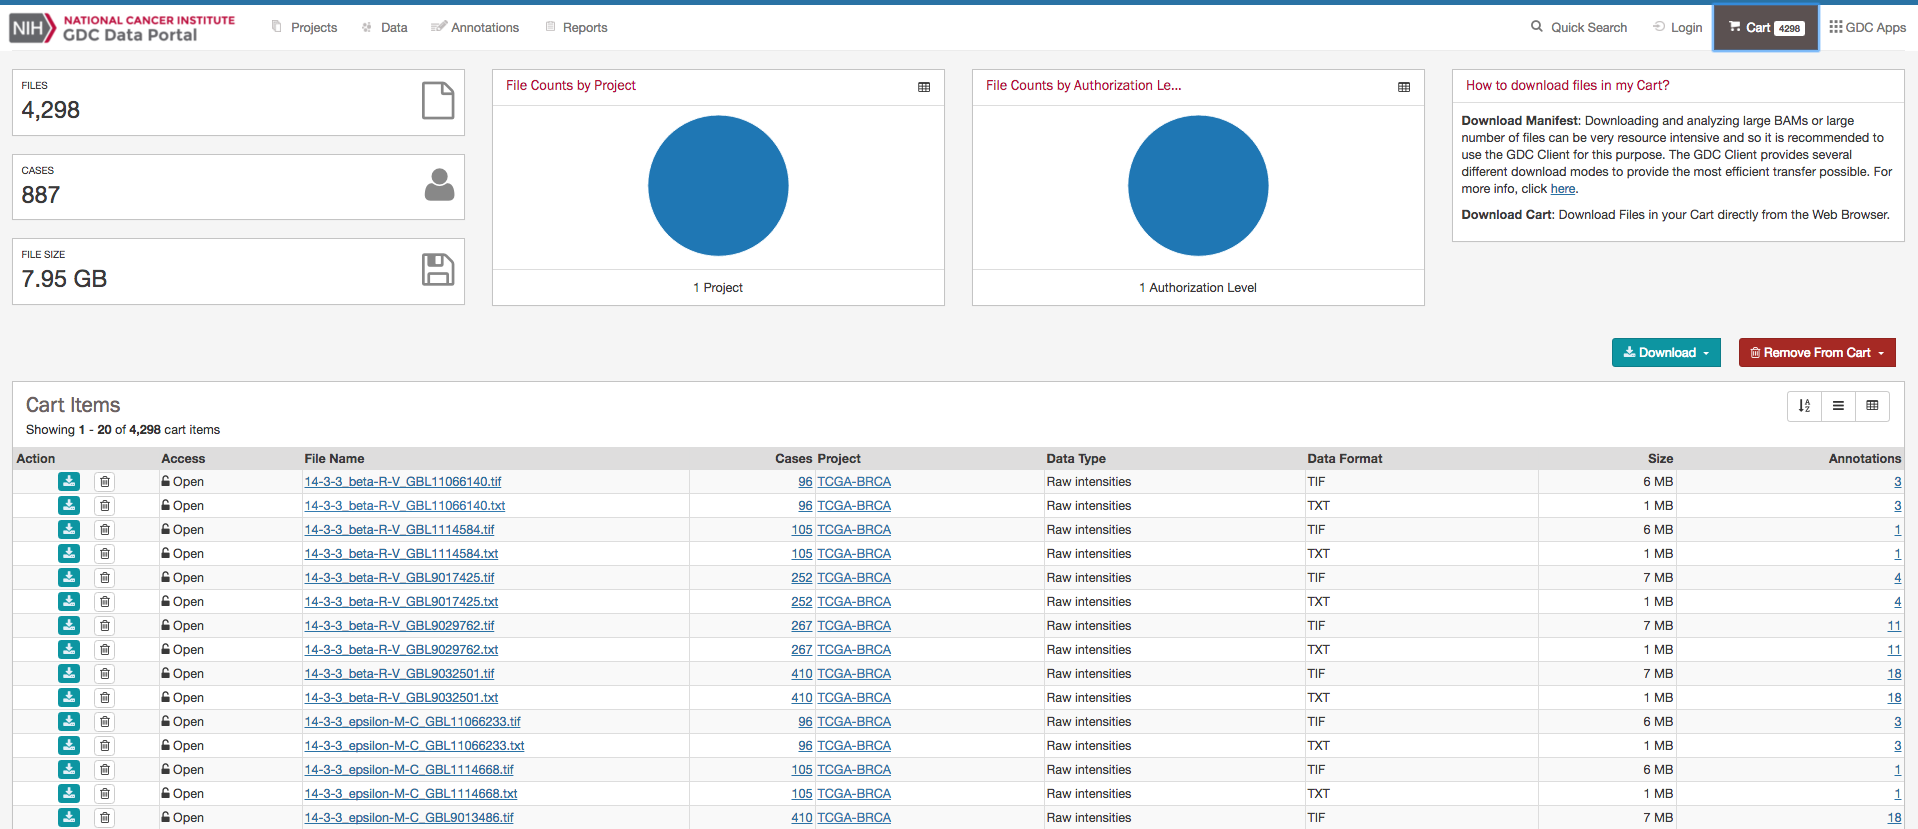 NIH NATIONAL CANCER INSTITUTE
GDC Data Portal
Projects Data Annotations Reports Quick Search Login Cart 4298 GDC Apps
FILES
4,298
CASES
887
FILE SIZE
7.95 GB
File Counts by Project
1 Project
File Counts by Authorization Le...
1 Authorization Level
How to download files in my Cart?
Download Manifest: Downloading and analyzing large BAMs or large
number of files can be very resource intensive and so it is recommended to
use the GDC Client for this purpose. The GDC Client provides several
different download modes to provide the most efficient transfer possible. For
more info, click here.
Download Cart: Download Files in your Cart directly from the Web Browser.
Download Remove From Cart
Cart Items
Showing 1 - 20 of 4,298 cart items
Action Access File Name Cases Project Data Type Data Format Size Annotations
Open 14-3-3_beta-R-V_GBL11066140.tif 96 TCGA-BRCA Raw intensities TIF 6 MB 3
Open 14-3-3_beta-R-V_GBL11066140.txt 96 TCGA-BRCA Raw intensities TXT 1 MB 3
Open 14-3-3_beta-R-V_GBL1114584.tif 105 TCGA-BRCA Raw intensities TIF 6 MB 1
Open 14-3-3_beta-R-V_GBL1114584.txt 105 TCGA-BRCA Raw intensities TXT 1 MB 1
Open 14-3-3_beta-R-V_GBL9017425.tif 252 TCGA-BRCA Raw intensities TIF 7 MB 4
Open 14-3-3_beta-R-V_GBL9017425.txt 252 TCGA-BRCA Raw intensities TXT 1 MB 4
Open 14-3-3_beta-R-V_GBL9029762.tif 267 TCGA-BRCA Raw intensities TIF 7 MB 11
Open 14-3-3_beta-R-V_GBL9029762.txt 267 TCGA-BRCA Raw intensities TXT 1 MB 11
Open 14-3-3_beta-R-V_GBL9032501.tif 410 TCGA-BRCA Raw intensities TIF 7 MB 18
Open 14-3-3_beta-R-V_GBL9032501.txt 410 TCGA-BRCA Raw intensities TXT 1 MB 18
Open 14-3-3_epsilon-M-C_GBL11066233.tif 96 TCGA-BRCA Raw intensities TIF 6 MB 3
Open 14-3-3_epsilon-M-C_GBL11066233.txt 96 TCGA-BRCA Raw intensities TXT 1 MB 3
Open 14-3-3_epsilon-M-C_GBL1114668.tif 105 TCGA-BRCA Raw intensities TIF 6 MB 1
Open 14-3-3_epsilon-M-C_GBL1114668.txt 105 TCGA-BRCA Raw intensities TXT 1 MB 1
Open 14-3-3_epsilon-M-C_GBL9013486.tif 410 TCGA-BRCA Raw intensities TIF 7 MB 18